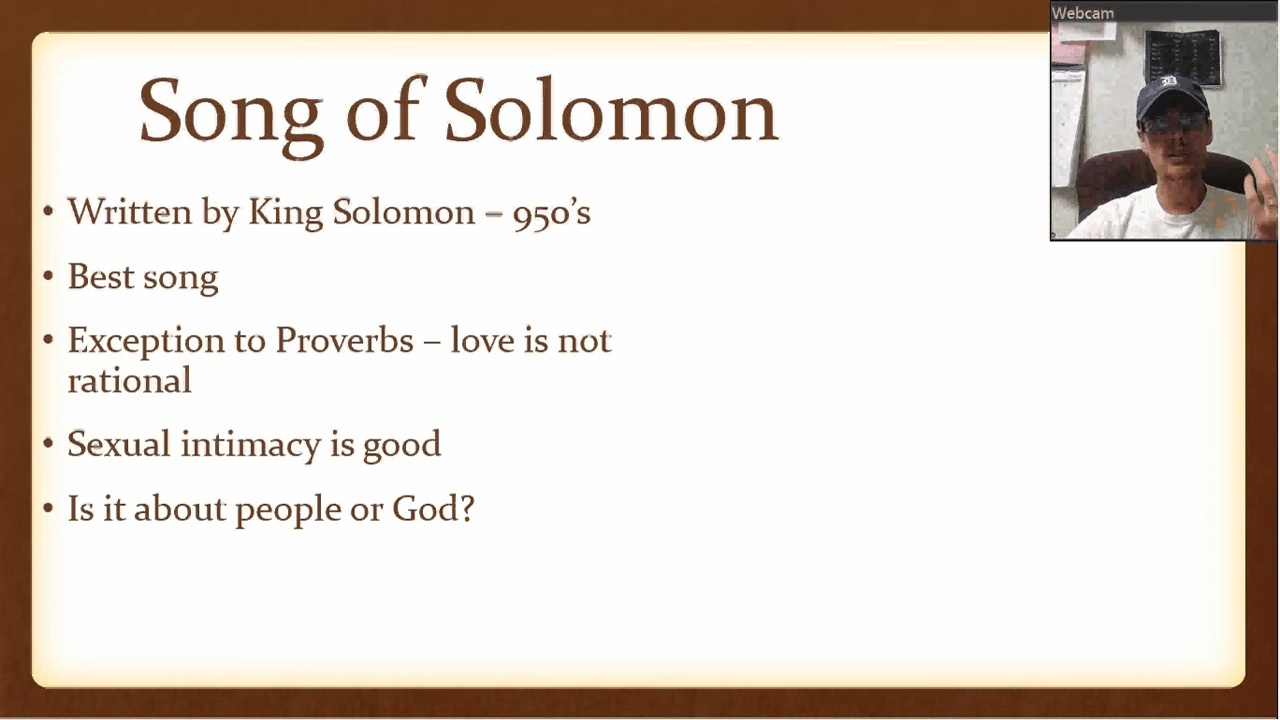 Webcam
Song of Solomon
• Written by King Solomon – 950’s
• Best song
• Exception to Proverbs – love is not
rational
• Sexual intimacy is good
• Is it about people or God?